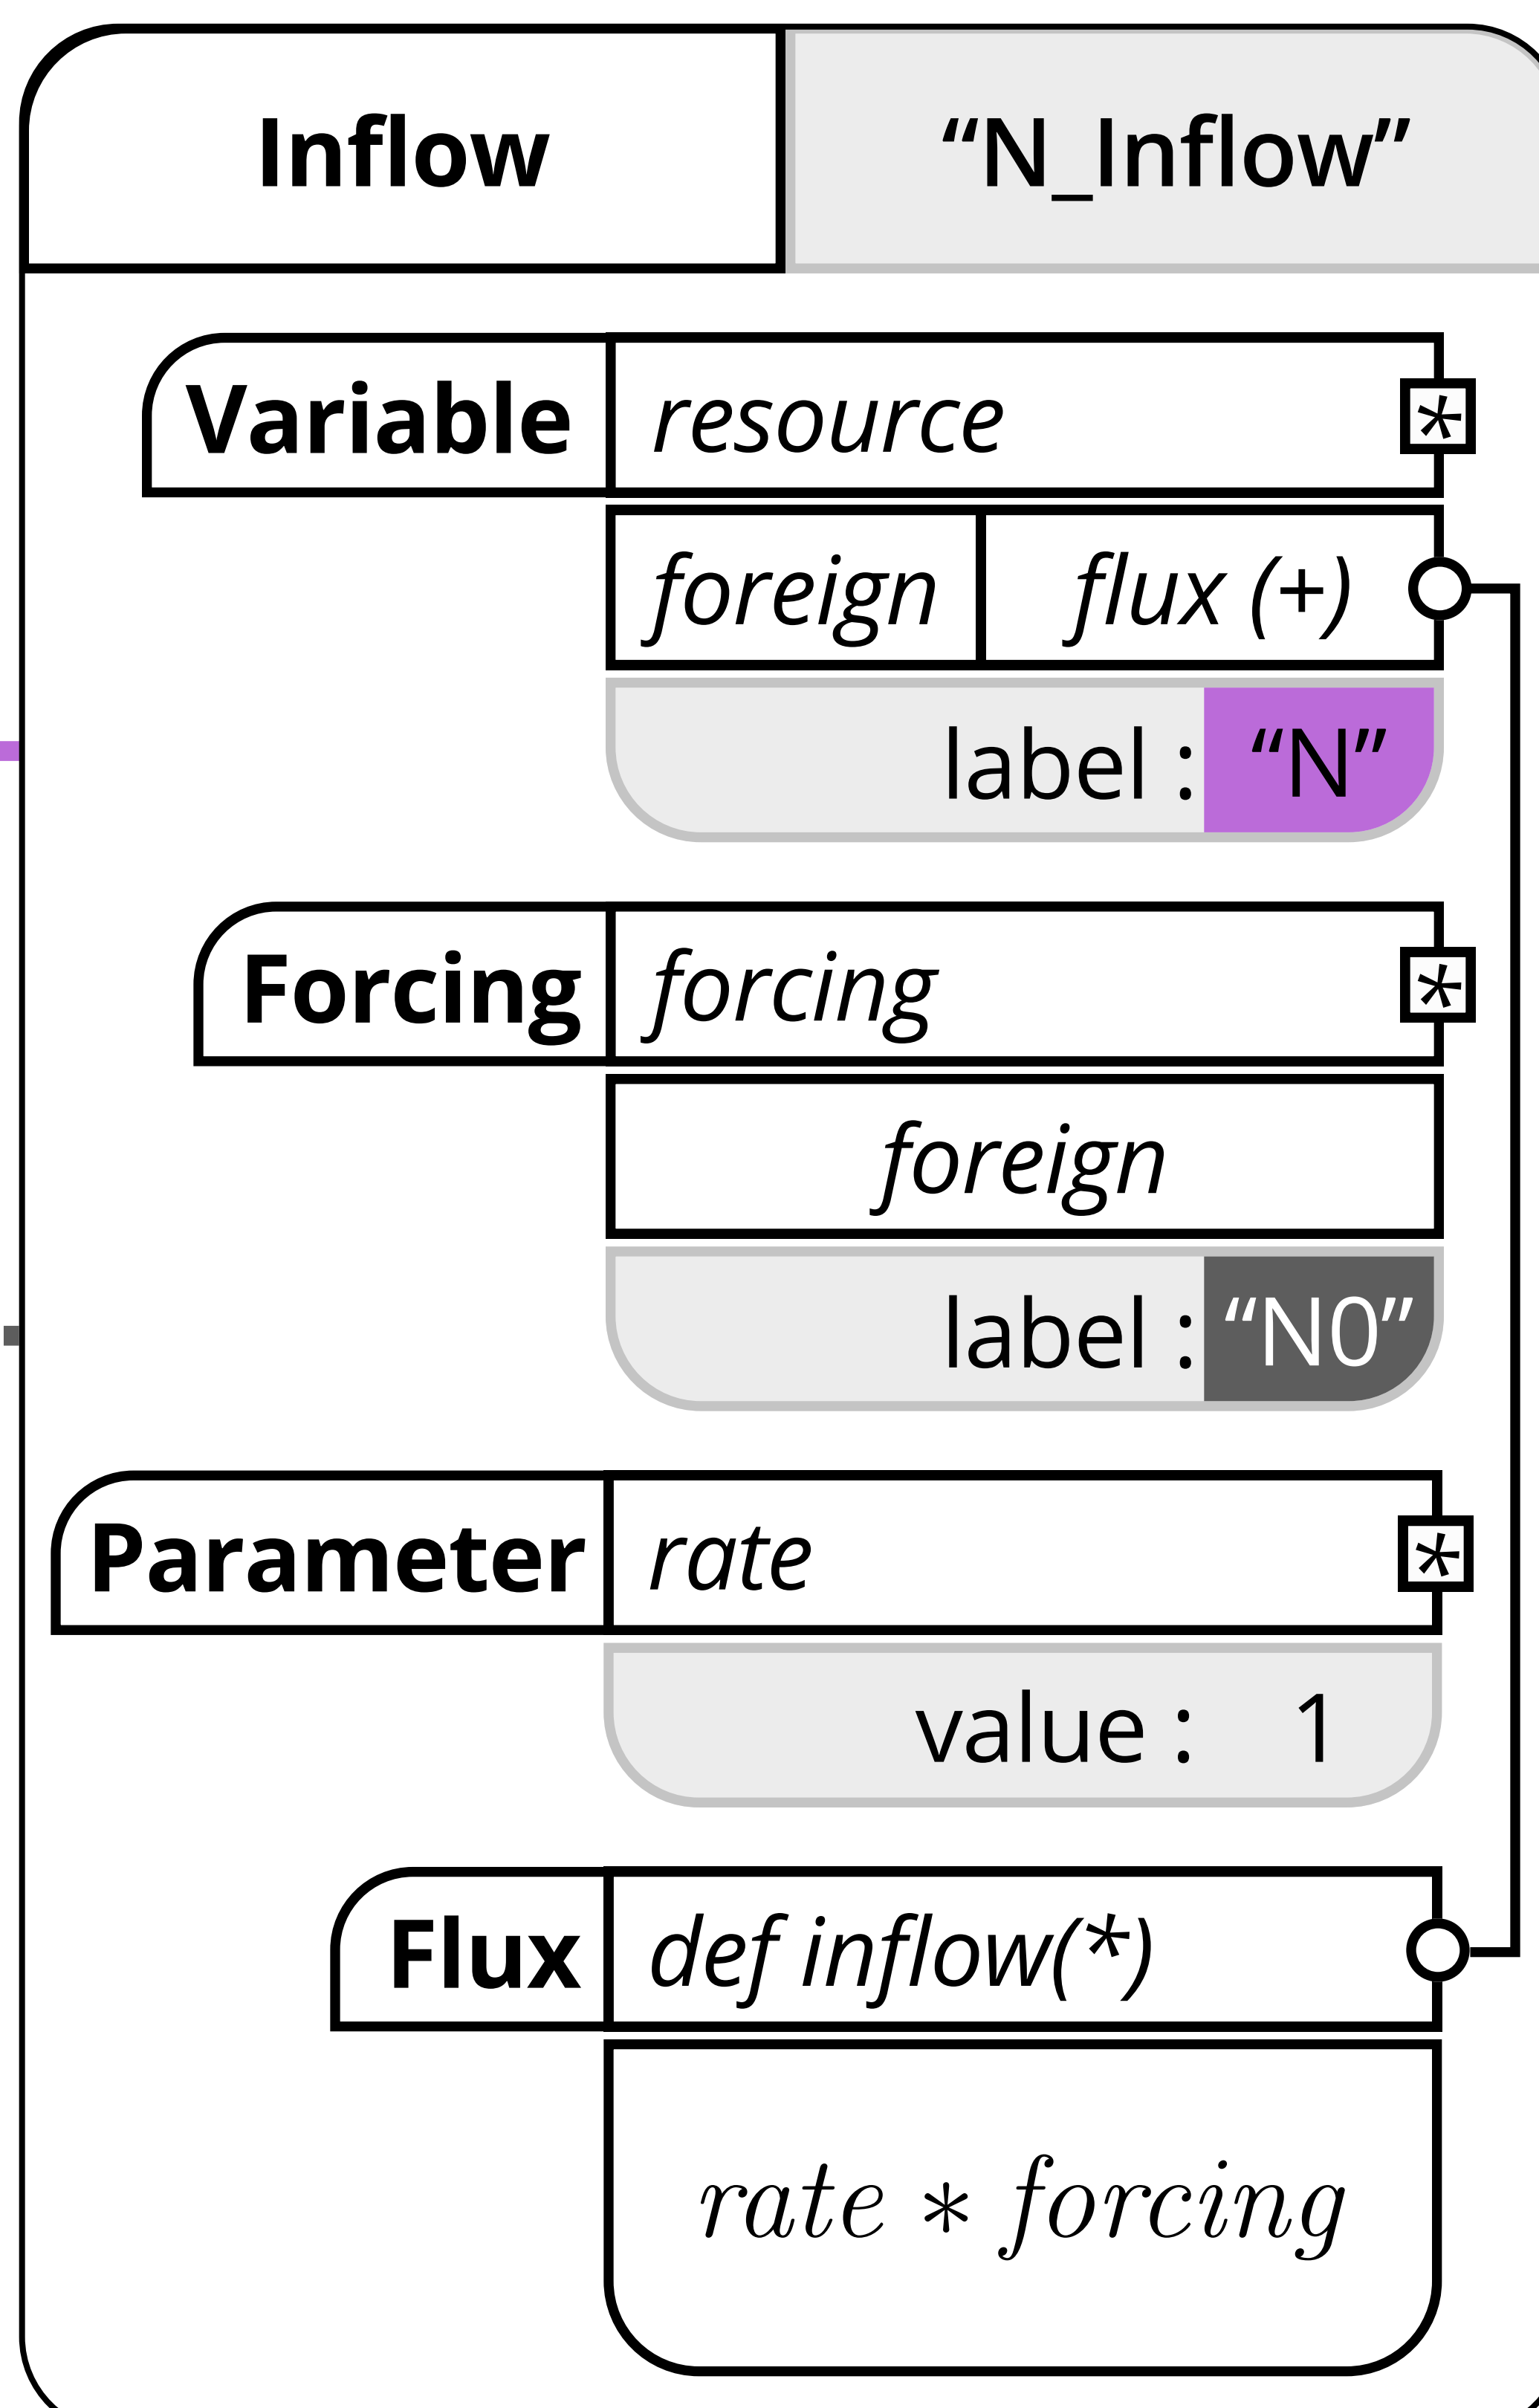 Inflow “N_Inflow”
Variable resource *
foreign flux (+)
label : “N”
Forcing forcing *
foreign
label : “N0”
Parameter rate *
value : 1
Flux def inflow(*)
rate ∗ forcing